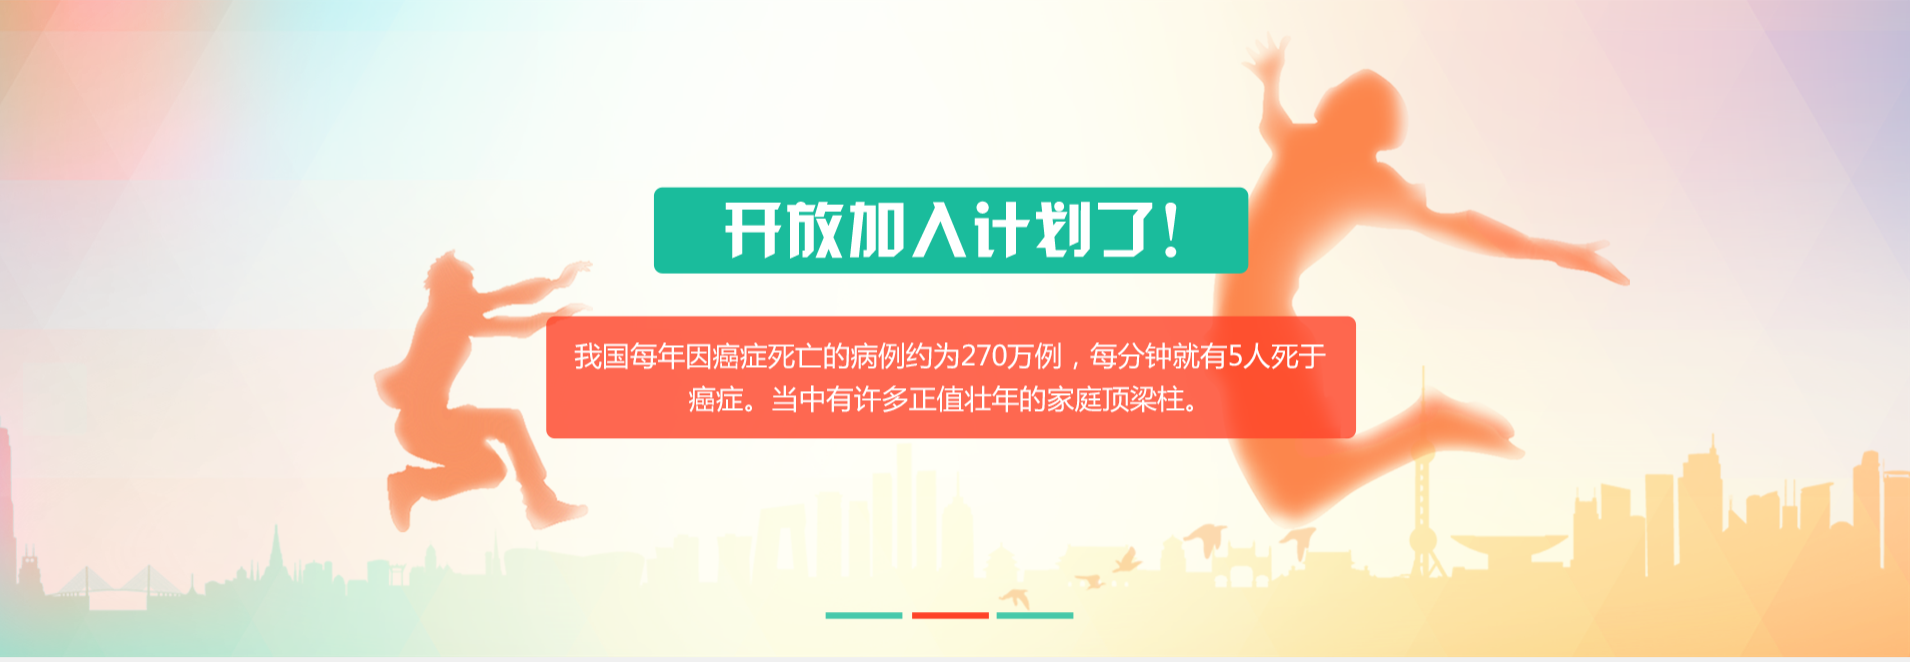 开放加入计划了！
我国每年因癌症死亡的病例约为270万例，每分钟就有5人死于
癌症。当中有许多正值壮年的家庭顶梁柱。